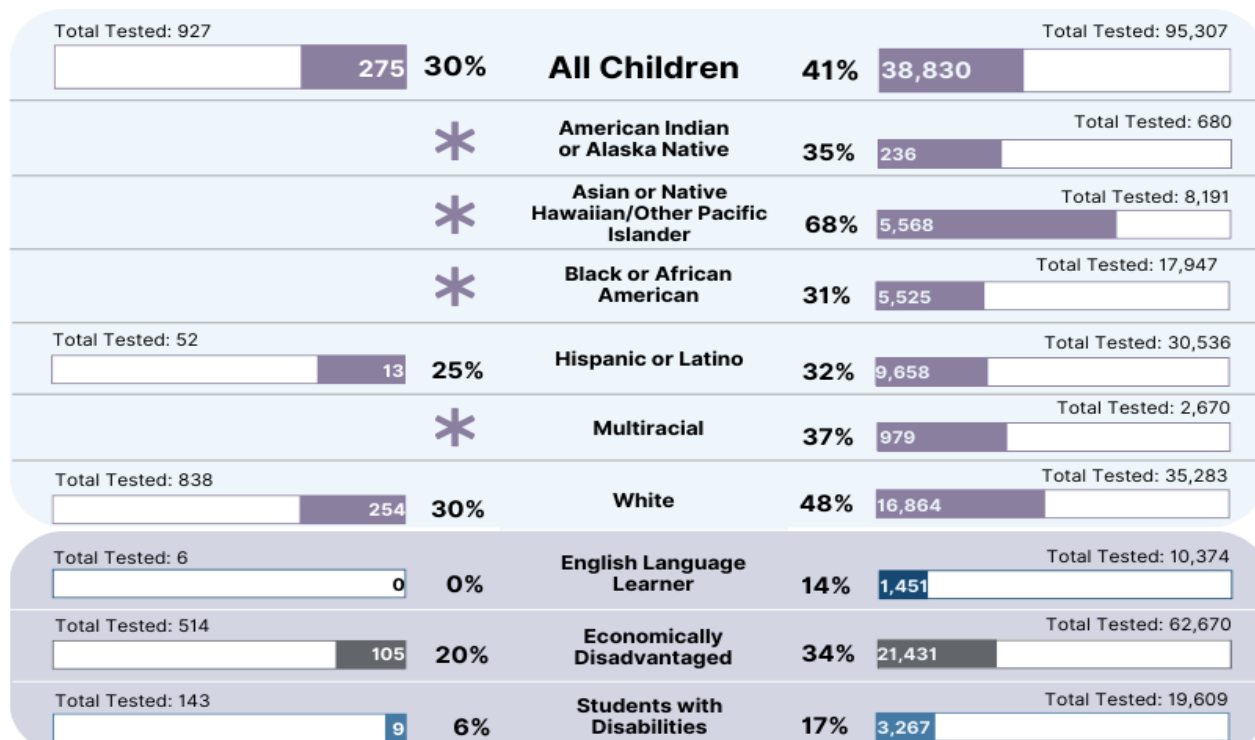 Total Tested: 927
Total Tested: 95,307
275 30% All Children 41% 38,830
American Indian
or Alaska Native
Total Tested: 680
35% 236
Asian or Native
Hawaiian/Other Pacific
Islander
Total Tested: 8,191
68% 5,568
Black or African
American
Total Tested: 17,947
31% 5,525
Total Tested: 52
Total Tested: 30,536
13 25% Hispanic or Latino 32% 9,658
Total Tested: 2,670
Multiracial 37% 979
Total Tested: 838
Total Tested: 35,283
254 30% White 48% 16,864
Total Tested: 6
Total Tested: 10,374
0 0% English Language
Learner 14% 1,451
Total Tested: 514
Total Tested: 62,670
105 20% Economically
Disadvantaged 34% 21,431
Total Tested: 143
Total Tested: 19,609
9 6% Students with
Disabilities 17% 3,267